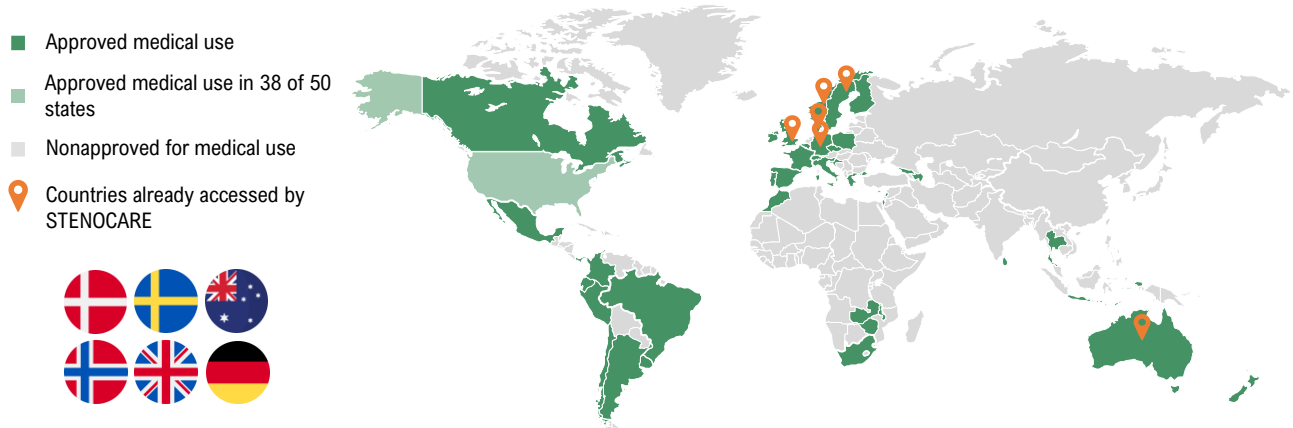 Approved medical use
Approved medical use in 38 of 50
states
Nonapproved for medical use
Countries already accessed by
STENOCARE